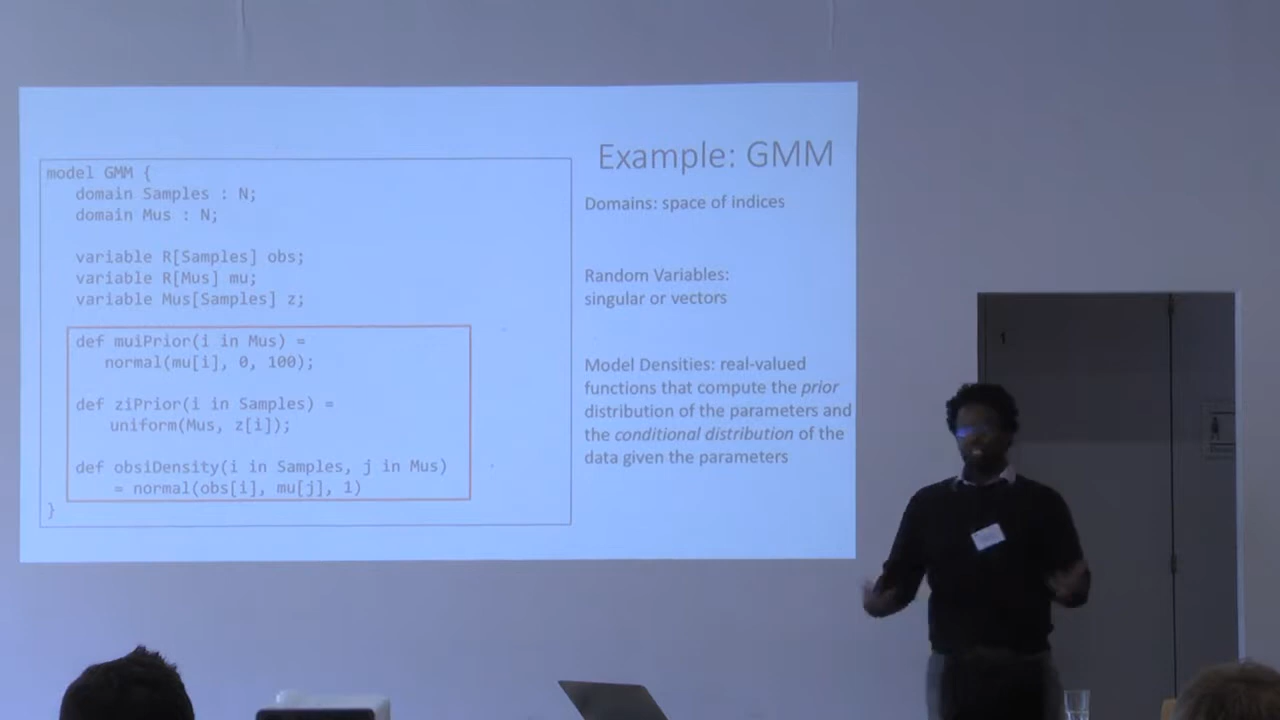 model GMM {
domain Samples : N;
domain Mus : N;
variable R[Samples] obs;
variable R[Mus] mu;
variable Mus[Samples] z;
def muiPrior(i in Mus) =
normal(mu[i], 0, 100);
def ziPrior(i in Samples) =
uniform(Mus, z[i]);
def obsiDensity(i in Samples, j in Mus)
= normal(obs[i], mu[j], 1)
}
Example: GMM
Domains: space of indices
Random Variables:
singular or vectors
Model Densities: real-valued
functions that compute the prior
distribution of the parameters and
the conditional distribution of the
data given the parameters
1